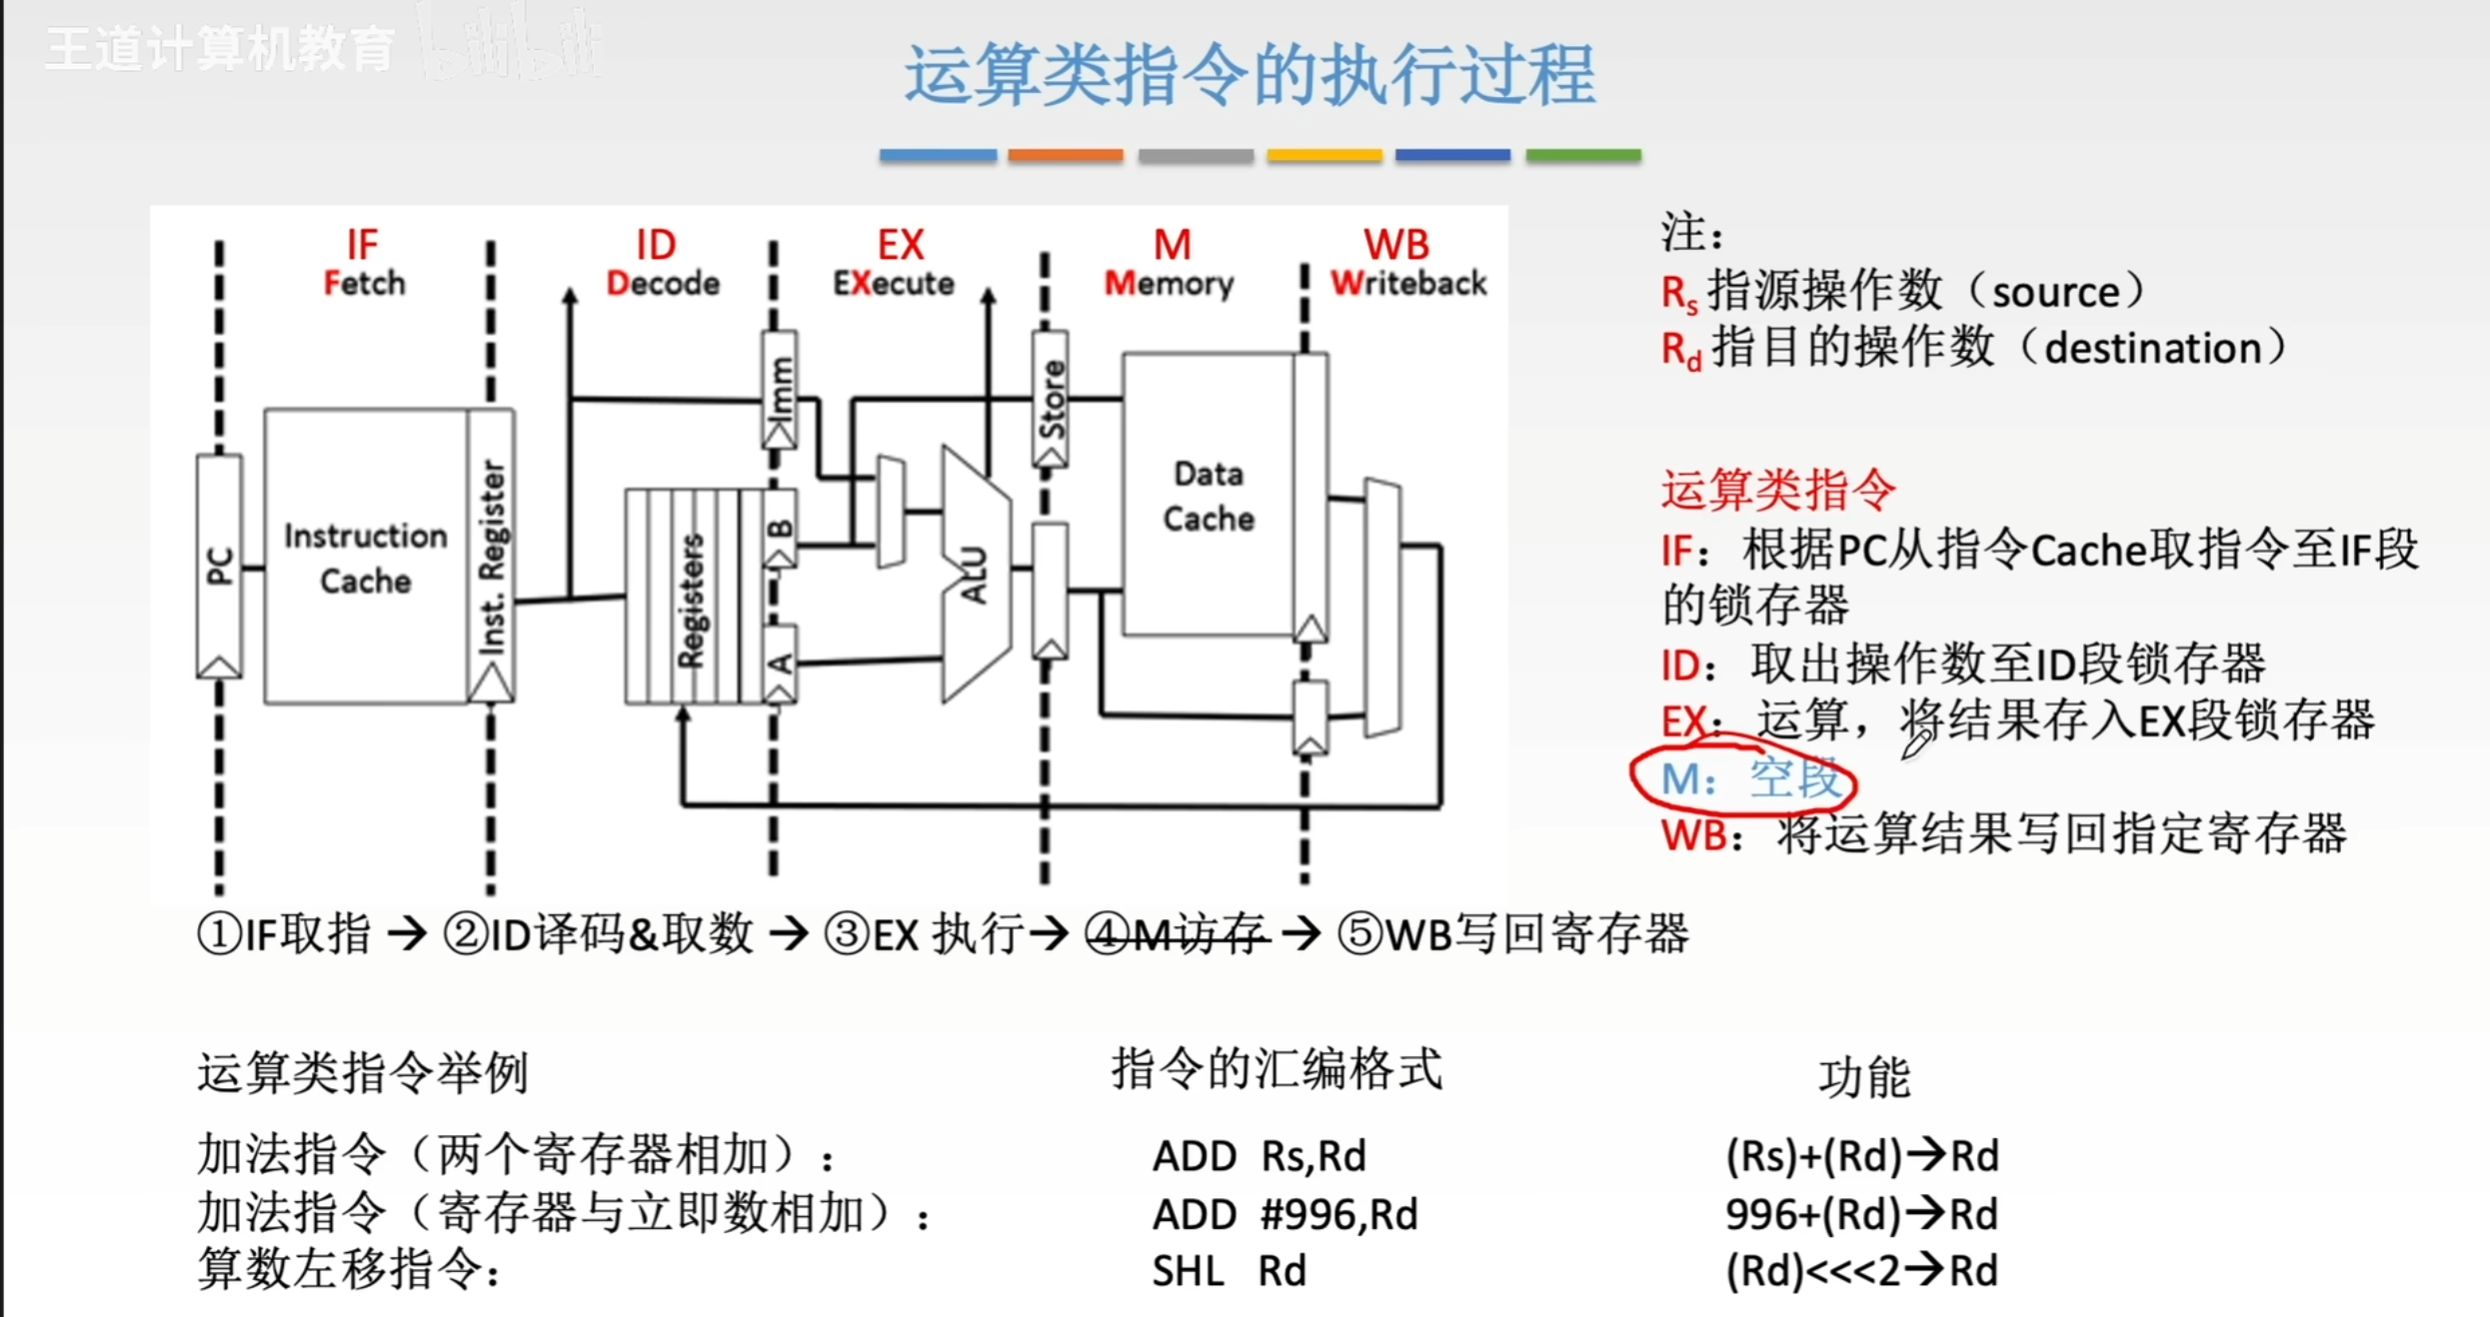 王道计算机教育 bilibili
运算类指令的执行过程
IF ID EX M WB
Fetch Decode EXecute Memory Writeback
PC
Instruction
Cache
Inst. Register
Registers
Imm
B
A
ALU
Store
Data
Cache
注：
Rs 指源操作数（source）
Rd 指目的操作数（destination）
运算类指令
IF：根据PC从指令Cache取指令至IF段
的锁存器
ID：取出操作数至ID段锁存器
EX：运算，将结果存入EX段锁存器
M：空段
WB：将运算结果写回指定寄存器
①IF取指 → ②ID译码&取数 → ③EX 执行→ ④M访存 → ⑤WB写回寄存器
运算类指令举例 指令的汇编格式 功能
加法指令（两个寄存器相加）： ADD Rs,Rd (Rs)+(Rd)→Rd
加法指令（寄存器与立即数相加）： ADD #996,Rd 996+(Rd)→Rd
算数左移指令： SHL Rd (Rd)<<<2→Rd